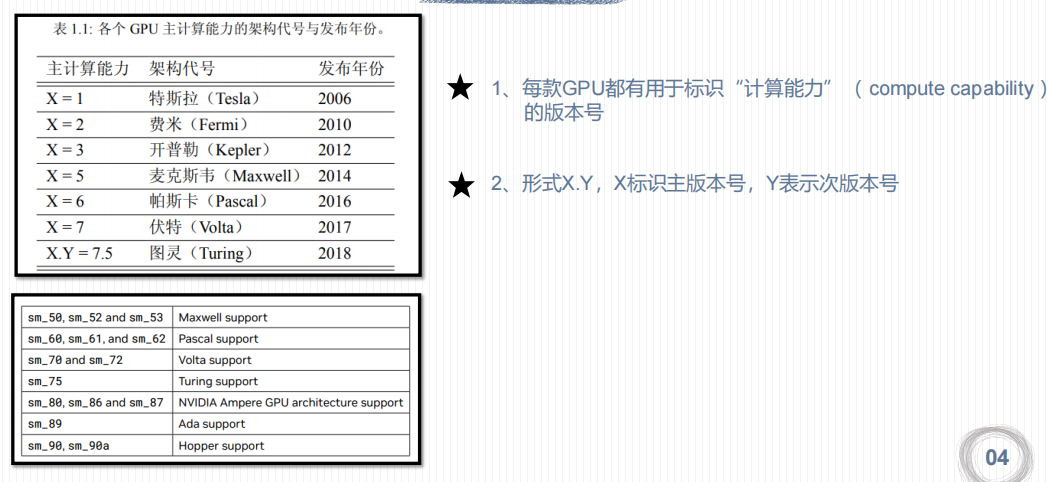 表 1.1: 各个 GPU 主计算能力的架构代号与发布年份。
主计算能力 架构代号 发布年份
X = 1 特斯拉（Tesla） 2006
X = 2 费米（Fermi） 2010
X = 3 开普勒（Kepler） 2012
X = 5 麦克斯韦（Maxwell） 2014
X = 6 帕斯卡（Pascal） 2016
X = 7 伏特（Volta） 2017
X.Y = 7.5 图灵（Turing） 2018
sm_50, sm_52 and sm_53 Maxwell support
sm_60, sm_61, and sm_62 Pascal support
sm_70 and sm_72 Volta support
sm_75 Turing support
sm_80, sm_86 and sm_87 NVIDIA Ampere GPU architecture support
sm_89 Ada support
sm_90, sm_90a Hopper support
★ 1、每款GPU都有用于标识“计算能力”（ compute capability ）
的版本号
★ 2、形式X.Y，X标识主版本号，Y表示次版本号
04